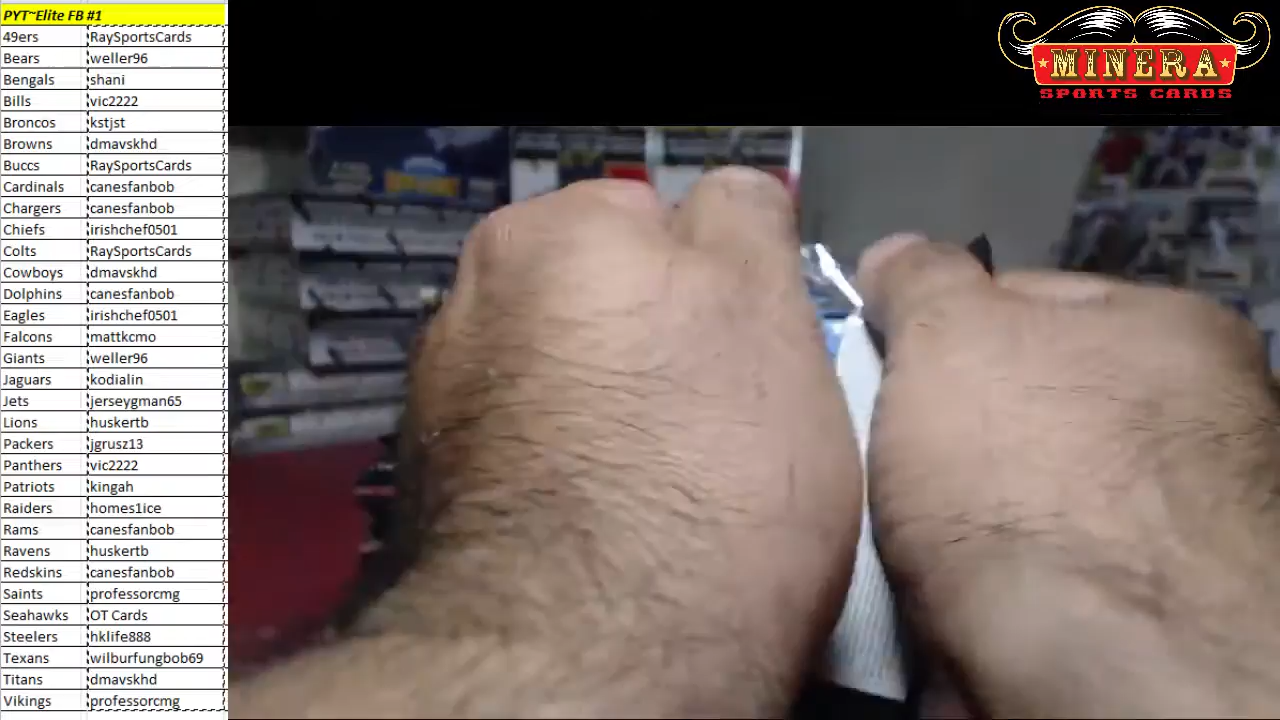 PYT~Elite FB #1
49ers RaySportsCards
Bears weller96
Bengals shani
Bills vic2222
Broncos kstjst
Browns dmavskhd
Buccs RaySportsCards
Cardinals canesfanbob
Chargers canesfanbob
Chiefs irishchef0501
Colts RaySportsCards
Cowboys dmavskhd
Dolphins canesfanbob
Eagles irishchef0501
Falcons mattkcmo
Giants weller96
Jaguars kodialin
Jets jerseygman65
Lions huskertb
Packers jgrusz13
Panthers vic2222
Patriots kingah
Raiders homes1ice
Rams canesfanbob
Ravens huskertb
Redskins canesfanbob
Saints professorcmg
Seahawks OT Cards
Steelers hklife888
Texans wilburfungbob69
Titans dmavskhd
Vikings professorcmg
MINERA
SPORTS CARDS